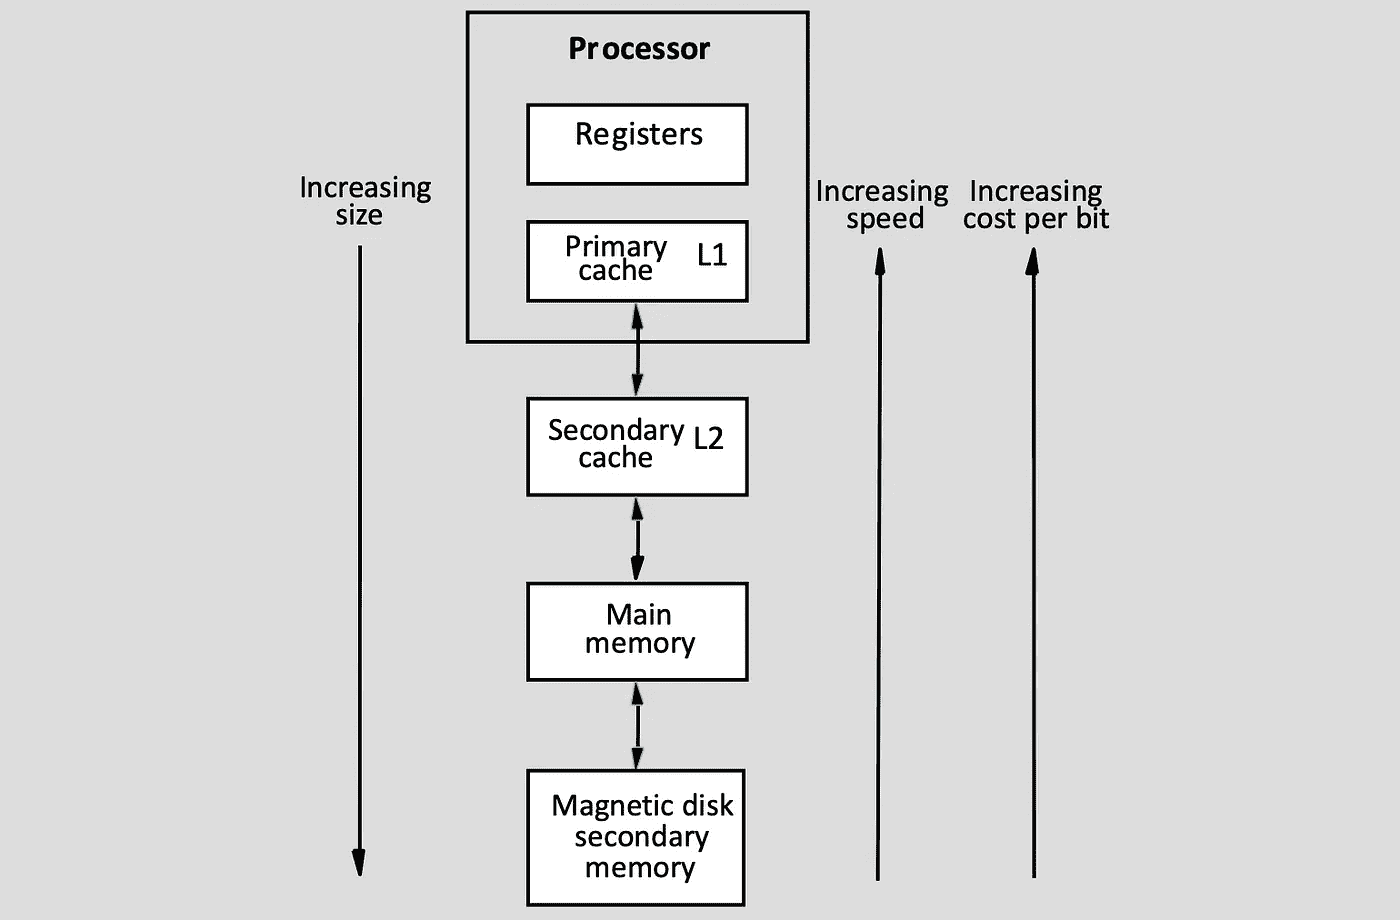 Processor
Registers
Primary
cache
L1
Increasing
size
Increasing
speed
Increasing
cost per bit
Secondary
cache
L2
Main
memory
Magnetic disk
secondary
memory